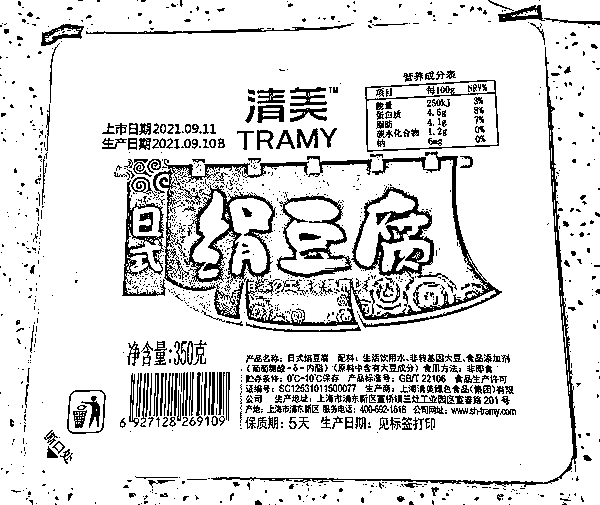 清美™
TRAMY
上市日期2021.09.11
生产日期2021.09.10B
营养成分表
项目 每100g NRV%
能量 250kJ 3%
蛋白质 4.6g 8%
脂肪 4.1g 7%
碳水化合物 1.2g 0%
钠 6mg 0%
日式
绢豆腐
净含量:350克
6 927128 269109
切口处
产品名称: 日式绢豆腐 配料: 生活饮用水,非转基因大豆,食品添加剂
(葡萄糖酸-δ-内酯) (原料中含有大豆成分) 食用方法: 非即食
贮存条件: 0℃-10℃保存 产品标准号: GB/T 22106 食品生产许可
证编号: SC12531011500077 生产商: 上海清美绿色食品(集团)有限
公司 生产地址: 上海市浦东新区宣桥镇三灶工业园区宣春路201号
产地: 上海市浦东新区 服务电话: 400-692-1616 公司网址: www.sh-tramy.com
保质期: 5天 生产日期: 见标签打印